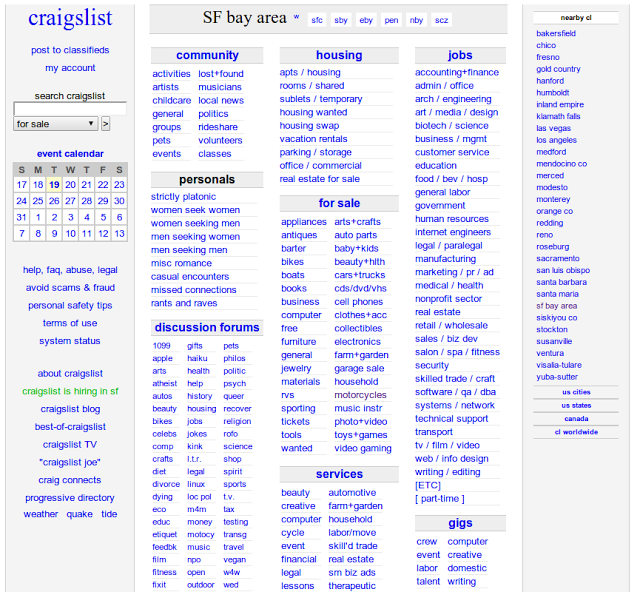 craigslist
post to classifieds
my account
search craigslist
for sale
>
event calendar
S M T W T F S
17 18 19 20 21 22 23
24 25 26 27 28 29 30
31 1 2 3 4 5 6
7 8 9 10 11 12 13
help, faq, abuse, legal
avoid scams & fraud
personal safety tips
terms of use
system status
about craigslist
craigslist is hiring in sf
craigslist blog
best-of-craigslist
craigslist TV
"craigslist joe"
craig connects
progressive directory
weather quake tide
SF bay area w sfc sby eby pen nby scz
community
activities lost+found
artists musicians
childcare local news
general politics
groups rideshare
pets volunteers
events classes
personals
strictly platonic
women seek women
women seeking men
men seeking women
men seeking men
misc romance
casual encounters
missed connections
rants and raves
discussion forums
1099 gifts pets
apple haiku philos
arts health politic
atheist help psych
autos history queer
beauty housing recover
bikes jobs religion
celebs jokes rofo
comp kink science
crafts l.t.r. shop
diet legal spirit
divorce linux sports
dying loc pol t.v.
eco m4m tax
educ money testing
etiquet motocy transg
feedbk music travel
film npo vegan
fitness open w4w
fixit outdoor wed
housing
apts / housing
rooms / shared
sublets / temporary
housing wanted
housing swap
vacation rentals
parking / storage
office / commercial
real estate for sale
for sale
appliances arts+crafts
antiques auto parts
barter baby+kids
bikes beauty+hlth
boats cars+trucks
books cds/dvd/vhs
business cell phones
computer clothes+acc
free collectibles
furniture electronics
general farm+garden
jewelry garage sale
materials household
rvs motorcycles
sporting music instr
tickets photo+video
tools toys+games
wanted video gaming
services
beauty automotive
creative farm+garden
computer household
cycle labor/move
event skill'd trade
financial real estate
legal sm biz ads
lessons therapeutic
jobs
accounting+finance
admin / office
arch / engineering
art / media / design
biotech / science
business / mgmt
customer service
education
food / bev / hosp
general labor
government
human resources
internet engineers
legal / paralegal
manufacturing
marketing / pr / ad
medical / health
nonprofit sector
real estate
retail / wholesale
sales / biz dev
salon / spa / fitness
security
skilled trade / craft
software / qa / dba
systems / network
technical support
transport
tv / film / video
web / info design
writing / editing
[ETC]
[ part-time ]
gigs
crew computer
event creative
labor domestic
talent writing
nearby cl
bakersfield
chico
fresno
gold country
hanford
humboldt
inland empire
klamath falls
las vegas
los angeles
medford
mendocino co
merced
modesto
monterey
orange co
redding
reno
roseburg
sacramento
san luis obispo
santa barbara
santa maria
sf bay area
siskiyou co
stockton
susanville
ventura
visalia-tulare
yuba-sutter
us cities
us states
canada
cl worldwide